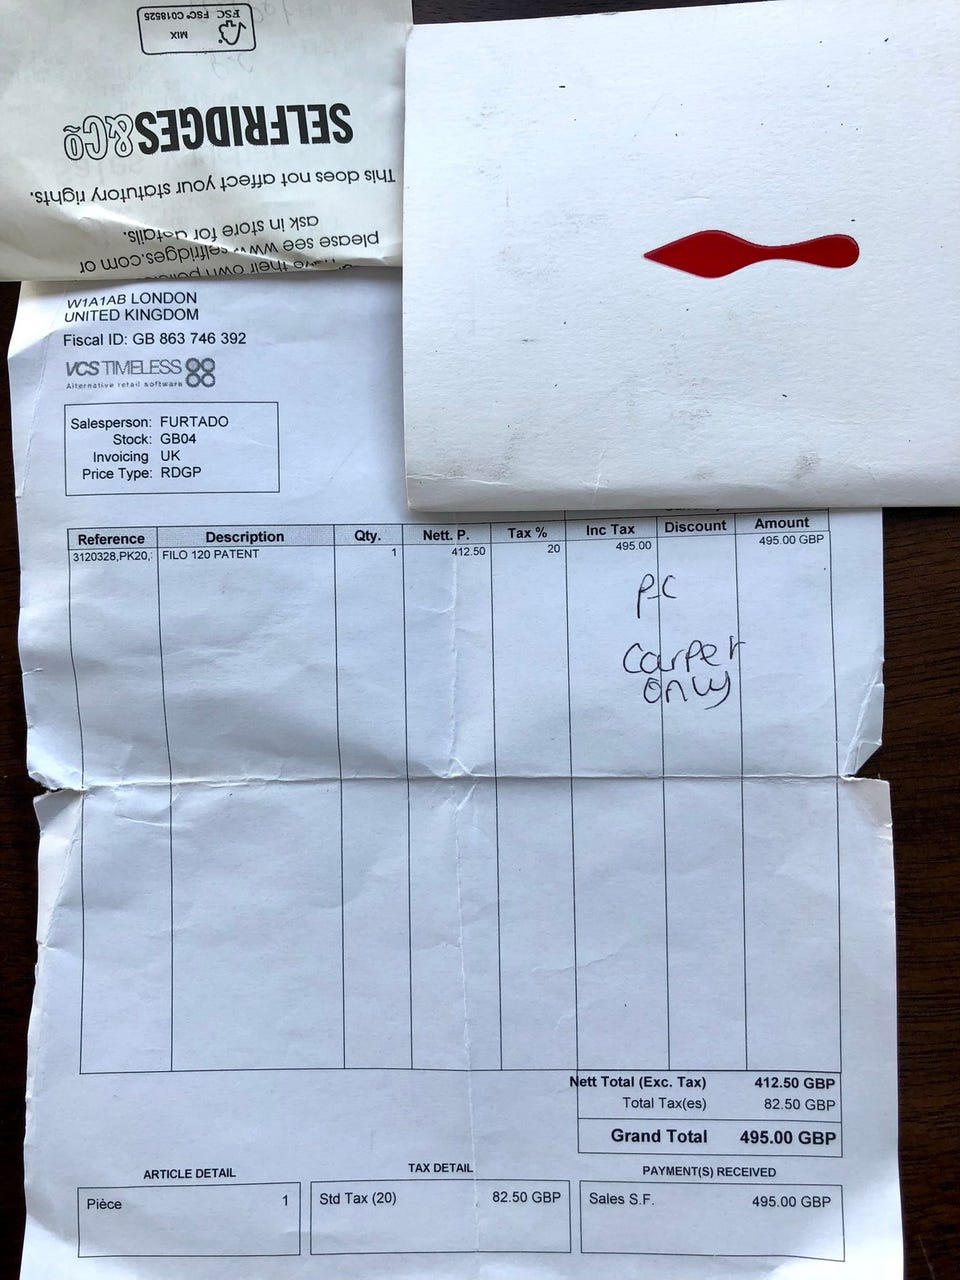 MIX
FSC
FSC® C018525
SELFRIDGES&Cº
This does not affect your statutory rights.
ask in store for details.
please see www.selfridges.com or
their own
W1A1AB LONDON
UNITED KINGDOM
Fiscal ID: GB 863 746 392
VCSTIMELESS
Alternative retail software
Salesperson: FURTADO
Stock: GB04
Invoicing UK
Price Type: RDGP
Reference Description Qty. Nett. P. Tax % Inc Tax Discount Amount
3120328,PK20,: FILO 120 PATENT 1 412.50 20 495.00 495.00 GBP
Carpet
only
Nett Total (Exc. Tax) 412.50 GBP
Total Tax(es) 82.50 GBP
Grand Total 495.00 GBP
ARTICLE DETAIL TAX DETAIL PAYMENT(S) RECEIVED
Pièce 1 Std Tax (20) 82.50 GBP Sales S.F. 495.00 GBP